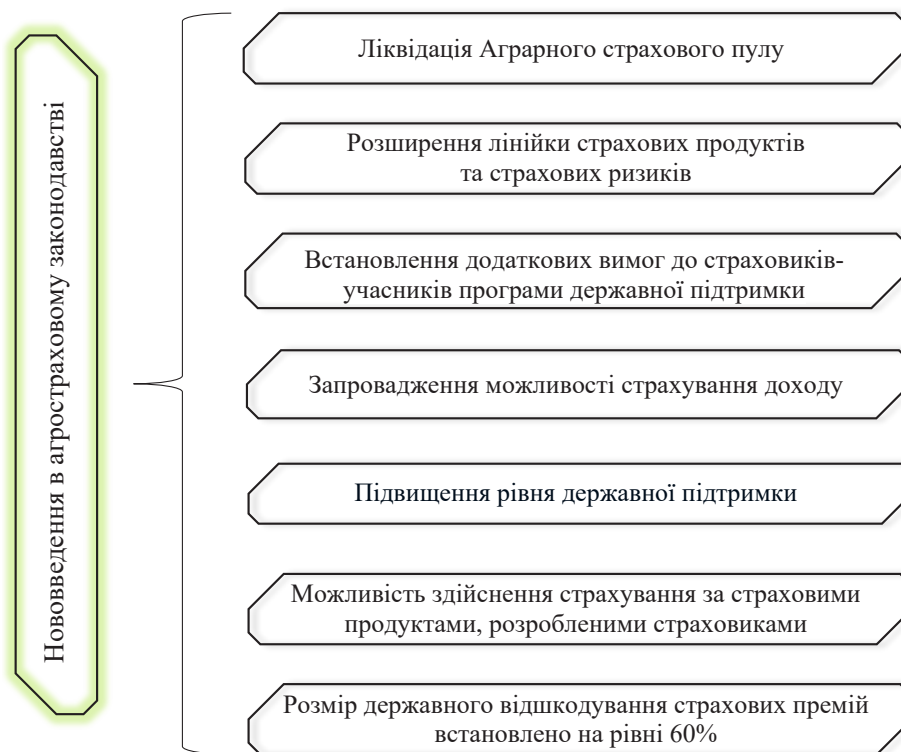 Нововведення в агростраховому законодавстві
Ліквідація Аграрного страхового пулу
Розширення лінійки страхових продуктів
та страхових ризиків
Встановлення додаткових вимог до страховиків-
учасників програми державної підтримки
Запровадження можливості страхування доходу
Підвищення рівня державної підтримки
Можливість здійснення страхування за страховими
продуктами, розробленими страховиками
Розмір державного відшкодування страхових премій
встановлено на рівні 60%